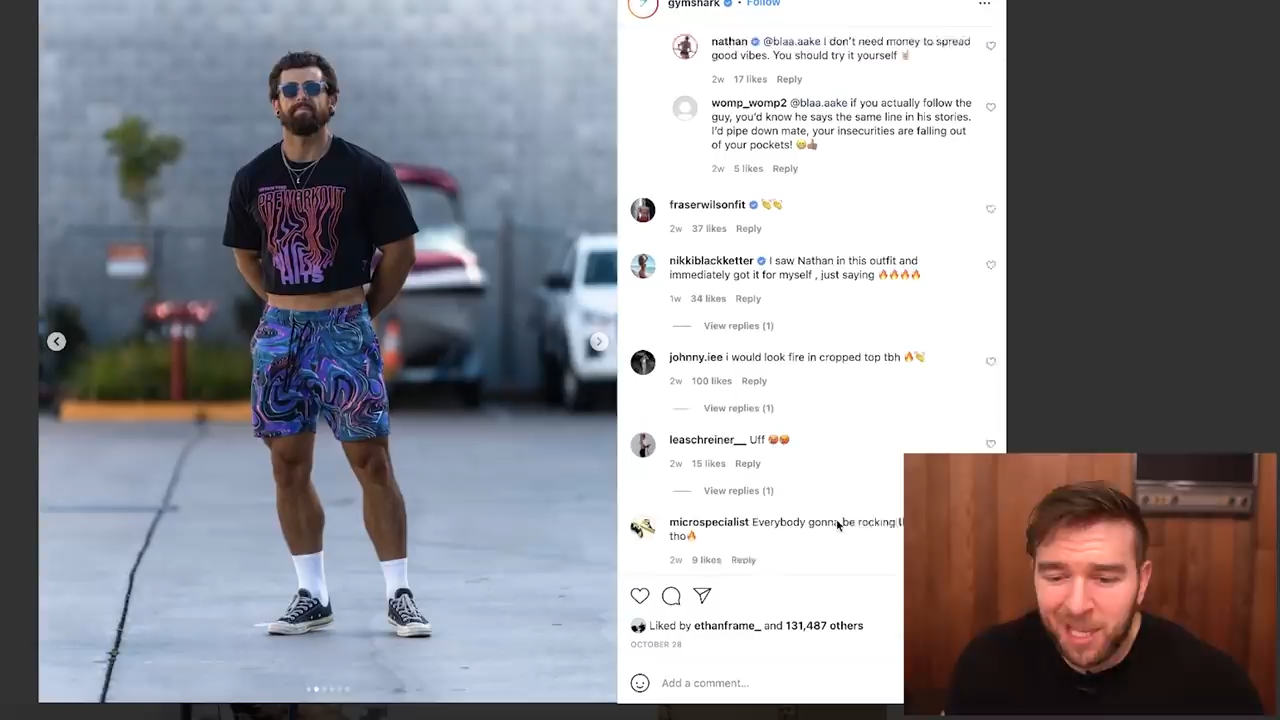 gymshark • Follow
nathan @blaa.aake I don't need money to spread
good vibes. You should try it yourself
2w 17 likes Reply
womp_womp2 @blaa.aake if you actually follow the
guy, you'd know he says the same line in his stories.
I'd pipe down mate, your insecurities are falling out
of your pockets!
2w 5 likes Reply
fraserwilsonfit
2w 37 likes Reply
nikkiblackketter I saw Nathan in this outfit and
immediately got it for myself , just saying 🔥🔥🔥🔥
1w 34 likes Reply
View replies (1)
johnny.iee i would look fire in cropped top tbh 🔥
2w 100 likes Reply
View replies (1)
leaschreiner__ Uff
2w 15 likes Reply
View replies (1)
microspecialist Everybody gonna be rocking
tho🔥
2w 9 likes Reply
Liked by ethanframe_ and 131,487 others
OCTOBER 28
Add a comment...
PREWORKOUT
HITS